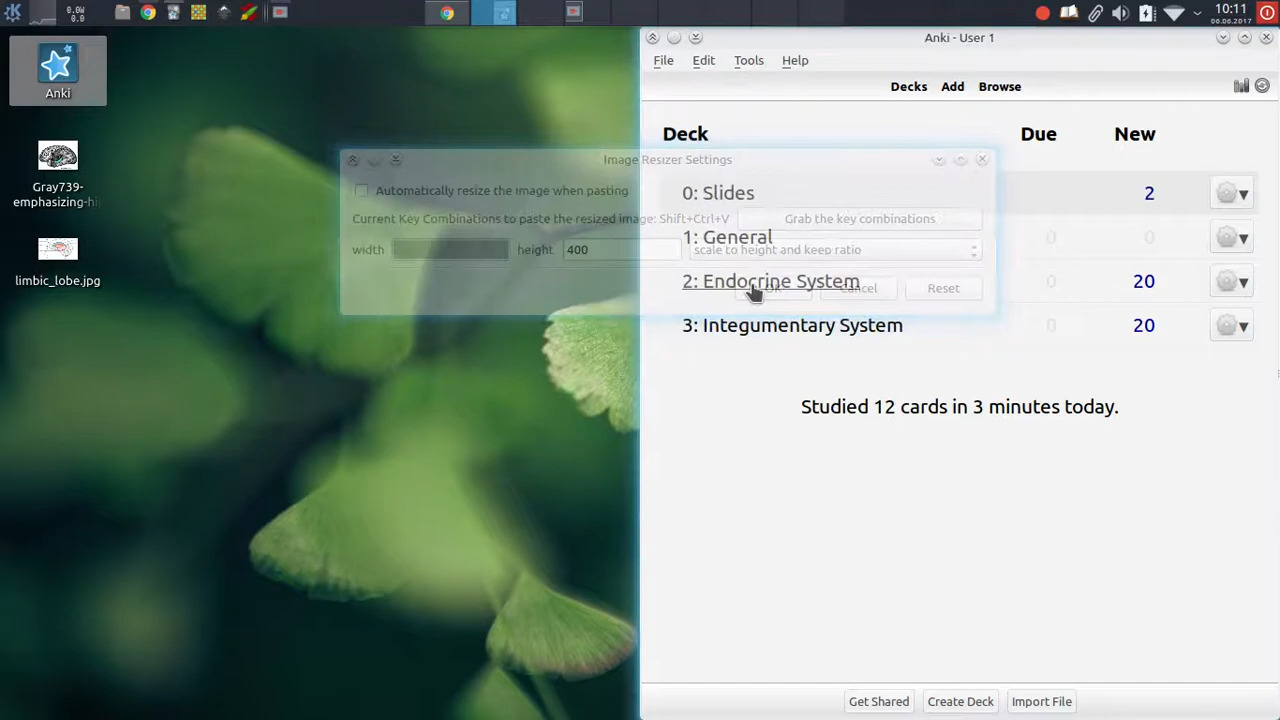 0.0W
0.0
10:11
06.06.2017
Anki
Gray739-
emphasizing-hi
limbic_lobe.jpg
Anki - User 1
File Edit Tools Help
Decks Add Browse
Deck Due New
Image Resizer Settings
Automatically resize the image when pasting
0: Slides 2
Current Key Combinations to paste the resized image: Shift+Ctrl+V Grab the key combinations
1: General 0 0
width height 400 scale to height and keep ratio
2: Endocrine System 0 20
Cancel Reset
3: Integumentary System 0 20
Studied 12 cards in 3 minutes today.
Get Shared Create Deck Import File